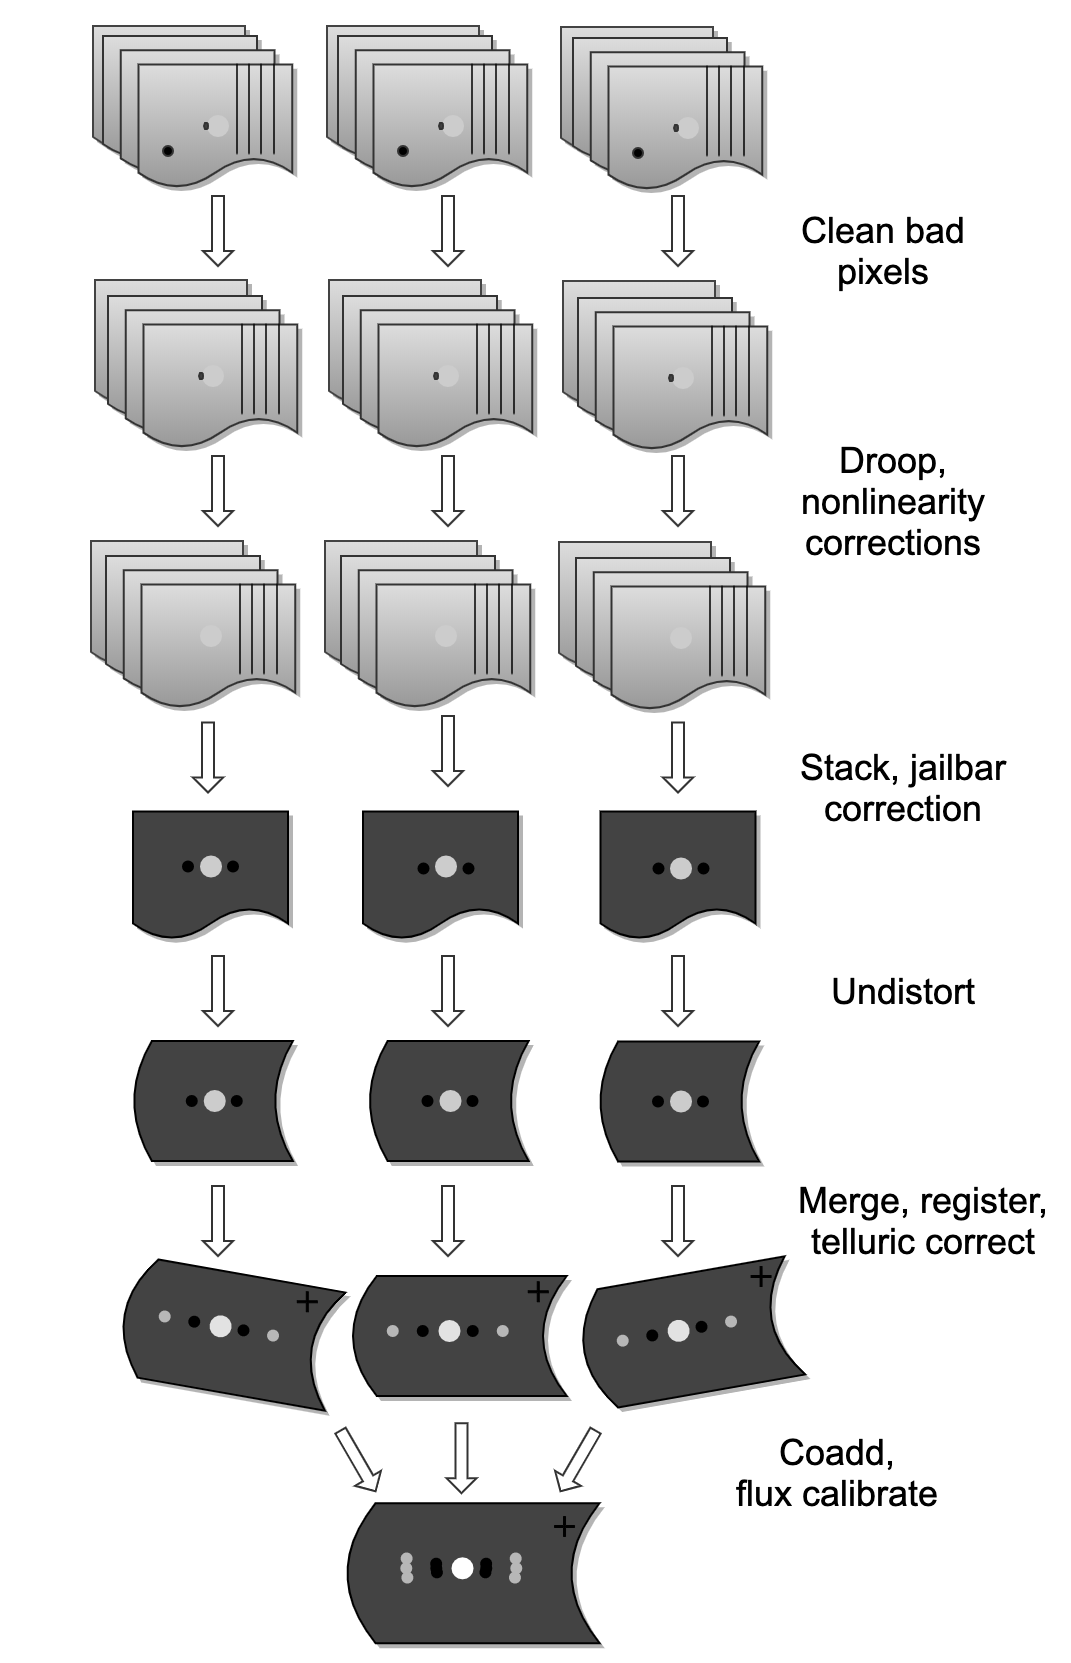 Clean bad
pixels
Droop,
nonlinearity
corrections
Stack, jailbar
correction
Undistort
Merge, register,
telluric correct
Coadd,
flux calibrate